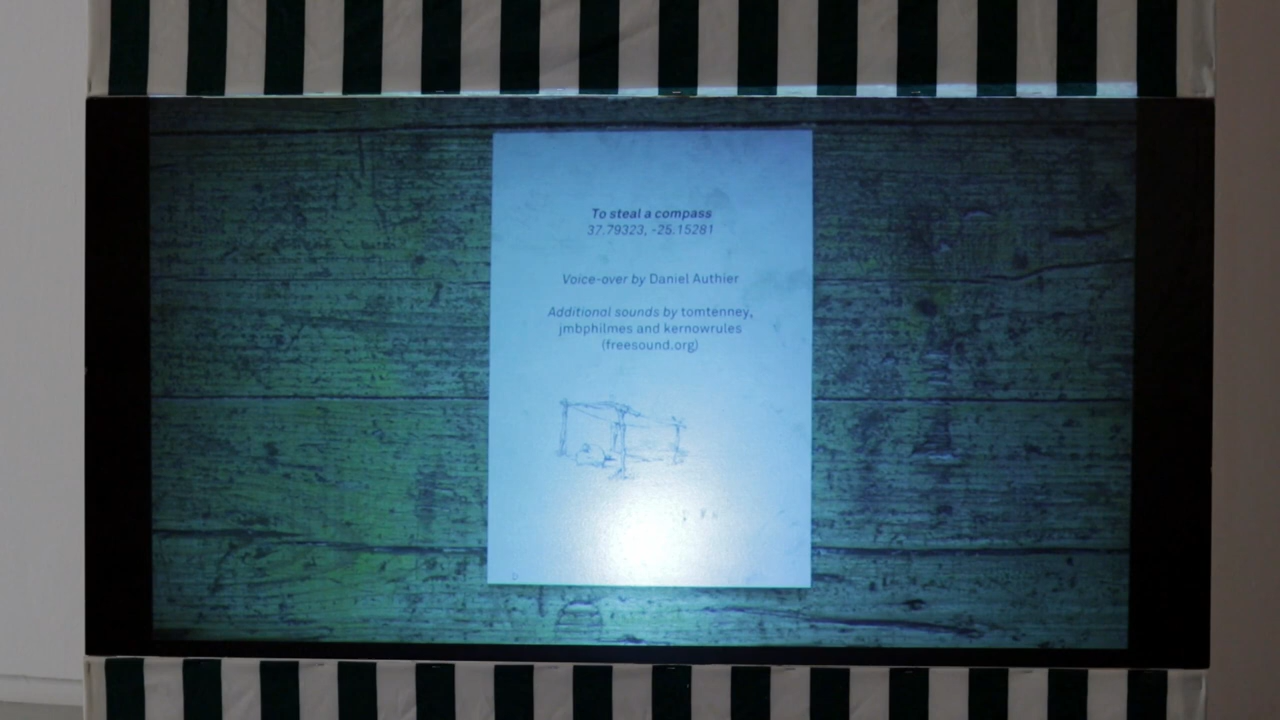 To steal a compass
37.79323, -25.15281
Voice-over by Daniel Authier
Additional sounds by tomtenney,
jmbphilmes and kernowrules
(freesound.org)